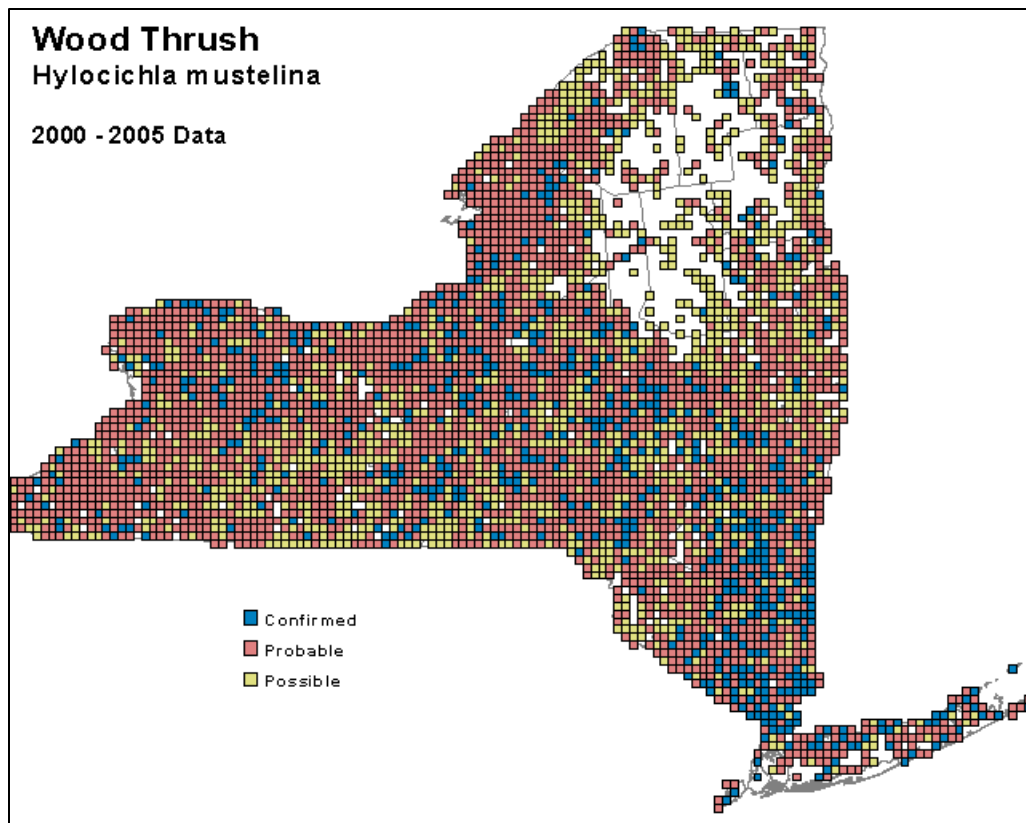 Wood Thrush
Hylocichla mustelina
2000 - 2005 Data
Confirmed
Probable
Possible